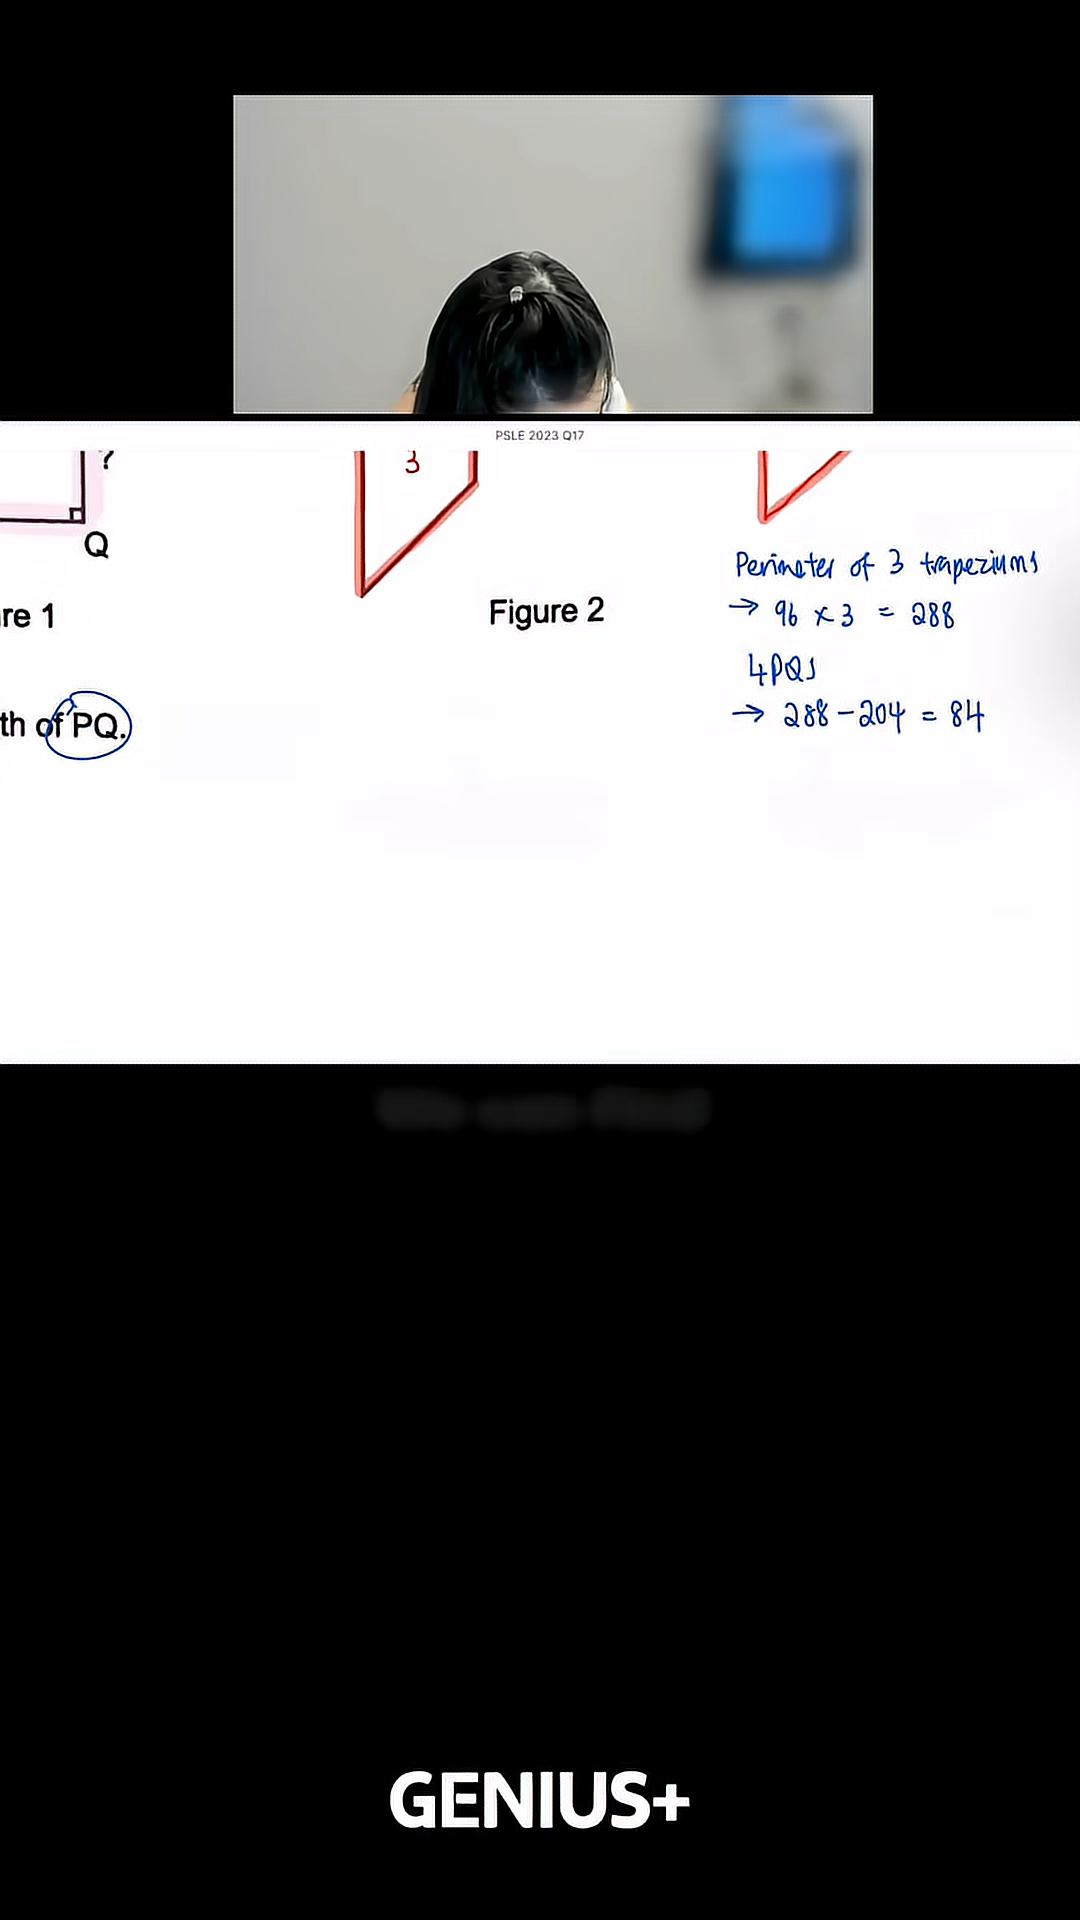 PSLE 2023 Q17
?
3
Q
re 1
Figure 2
Perimeter of 3 trapeziums
→ 96 x 3 = 288
4PQs
→ 288 - 204 = 84
th of PQ.
GENIUS+